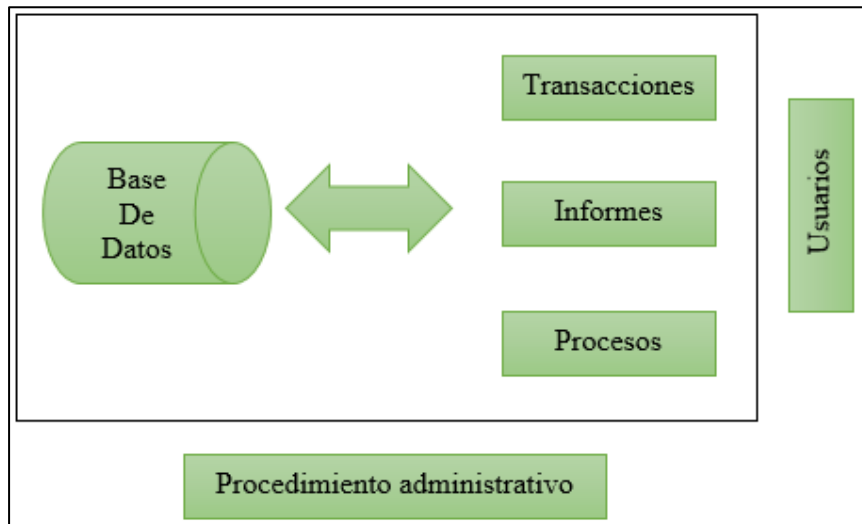 Transacciones
Base
De
Datos
Informes
Procesos
Usuarios
Procedimiento administrativo